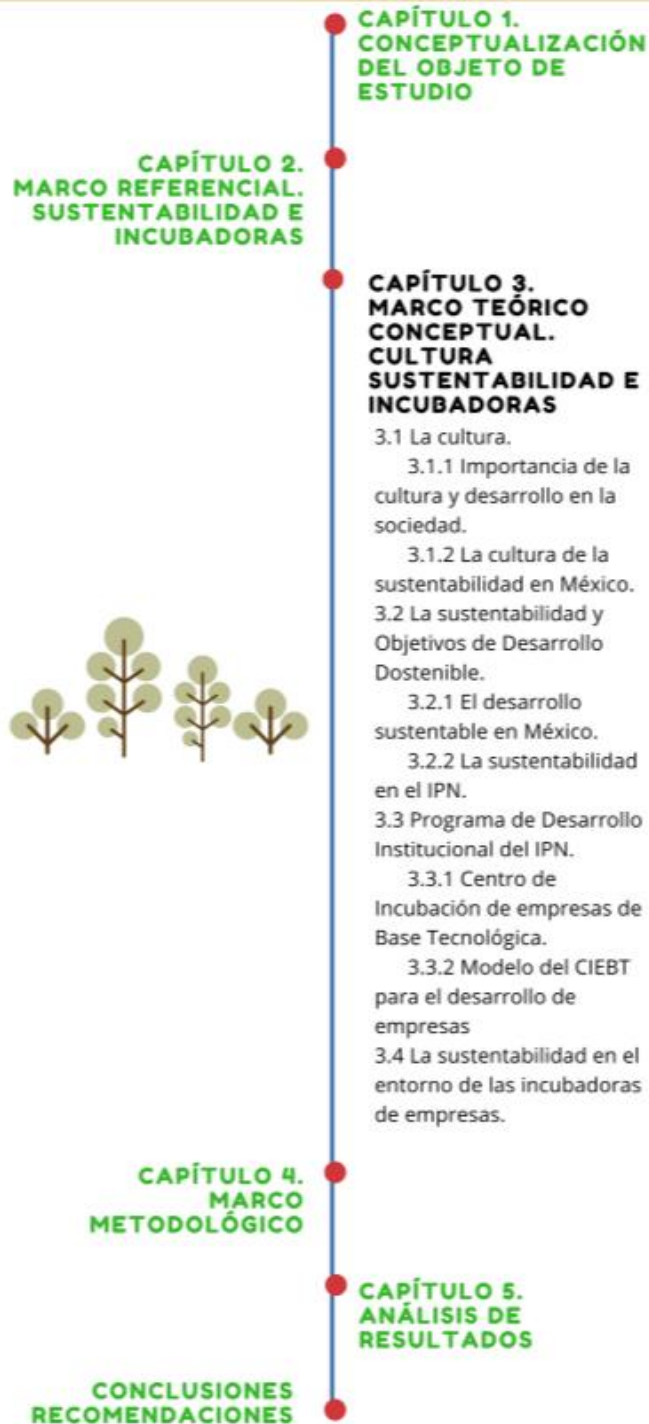 CAPÍTULO 1.
CONCEPTUALIZACIÓN
DEL OBJETO DE
ESTUDIO
CAPÍTULO 2.
MARCO REFERENCIAL.
SUSTENTABILIDAD E
INCUBADORAS
CAPÍTULO 3.
MARCO TEÓRICO
CONCEPTUAL.
CULTURA
SUSTENTABILIDAD E
INCUBADORAS
3.1 La cultura.
3.1.1 Importancia de la
cultura y desarrollo en la
sociedad.
3.1.2 La cultura de la
sustentabilidad en México.
3.2 La sustentabilidad y
Objetivos de Desarrollo
Dostenible.
3.2.1 El desarrollo
sustentable en México.
3.2.2 La sustentabilidad
en el IPN.
3.3 Programa de Desarrollo
Institucional del IPN.
3.3.1 Centro de
Incubación de empresas de
Base Tecnológica.
3.3.2 Modelo del CIEBT
para el desarrollo de
empresas
3.4 La sustentabilidad en el
entorno de las incubadoras
de empresas.
CAPÍTULO 4.
MARCO
METODOLÓGICO
CAPÍTULO 5.
ANÁLISIS DE
RESULTADOS
CONCLUSIONES
RECOMENDACIONES